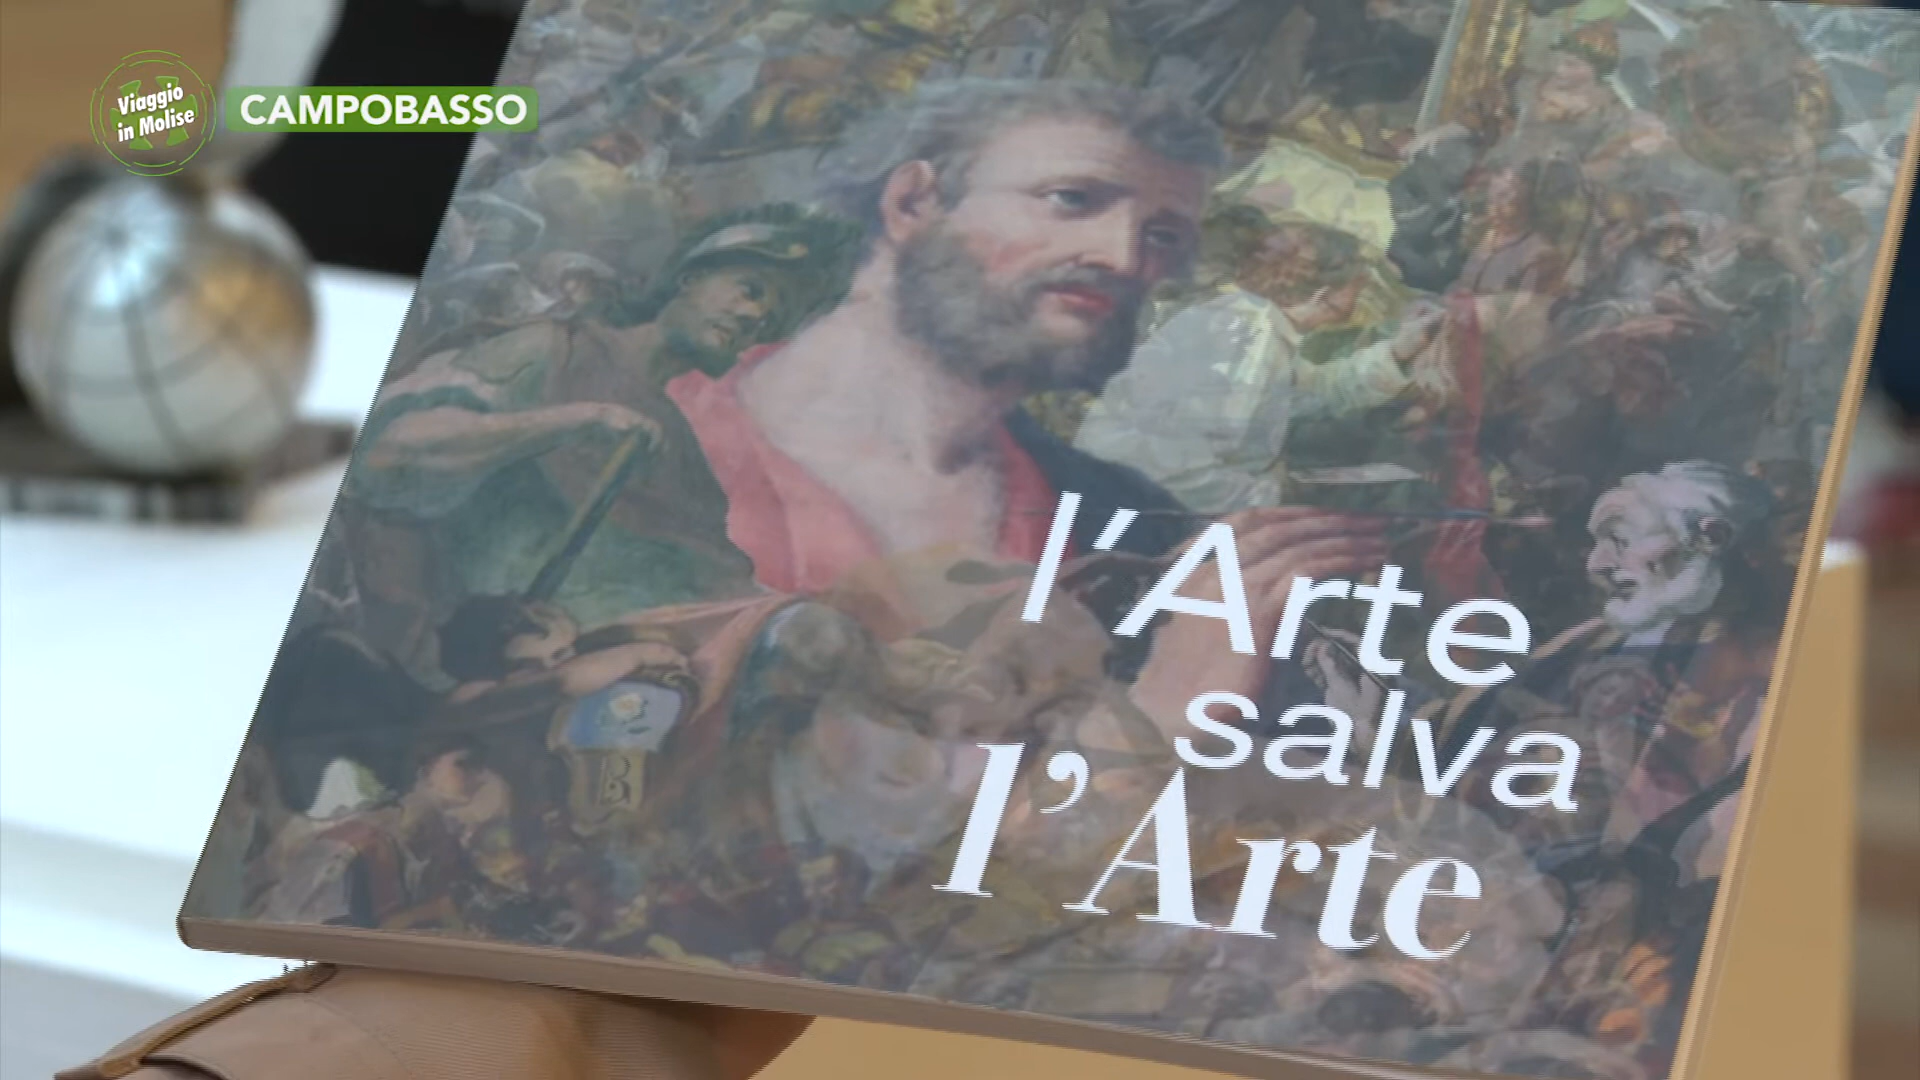 Viaggio
in Molise
CAMPOBASSO
l'Arte
salva
l'Arte
B